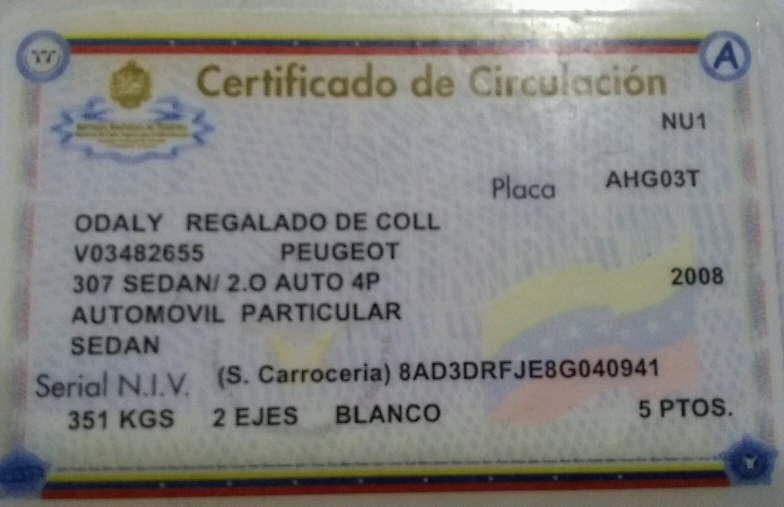 Certificado de Circulación
NU1
Placa AHG03T
ODALY REGALADO DE COLL
V03482655 PEUGEOT
307 SEDAN/ 2.O AUTO 4P 2008
AUTOMOVIL PARTICULAR
SEDAN
Serial N.I.V. (S. Carroceria) 8AD3DRFJE8G040941
351 KGS 2 EJES BLANCO 5 PTOS.
A